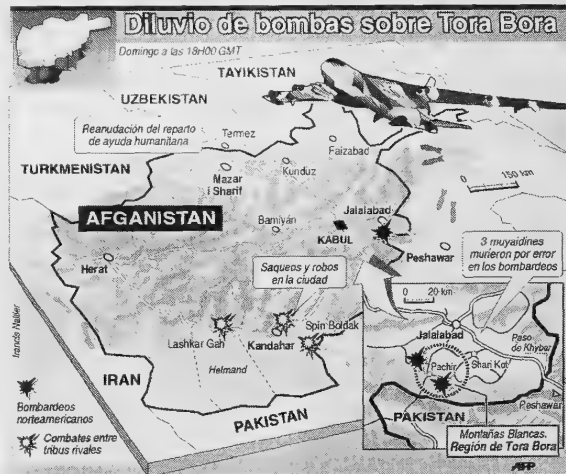 Diluvio de bombas sobre Tora Bora
Domingo a las 18H00 GMT
TAYIKISTAN
UZBEKISTAN
Reanudación del reparto
de ayuda humanitaria
Termez
Faizabad
TURKMENISTAN
Mazar
i Sharif
Kunduz
0 150 km
AFGANISTAN
Bamiyán
Jalalabad
KABUL
Peshawar
3 muyaidines
murieron por error
en los bombardeos
Herat
Saqueos y robos
en la ciudad
0 20 km
Jalalabad
Paso
de Khyber
Lashkar Gah
Kandahar
Spin Boldak
Pachir
Shari Kot
Helmand
Peshawar
IRAN
PAKISTAN
PAKISTAN
Bombardeos
norteamericanos
Combates entre
tribus rivales
Montañas Blancas.
Región de Tora Bora
AFP